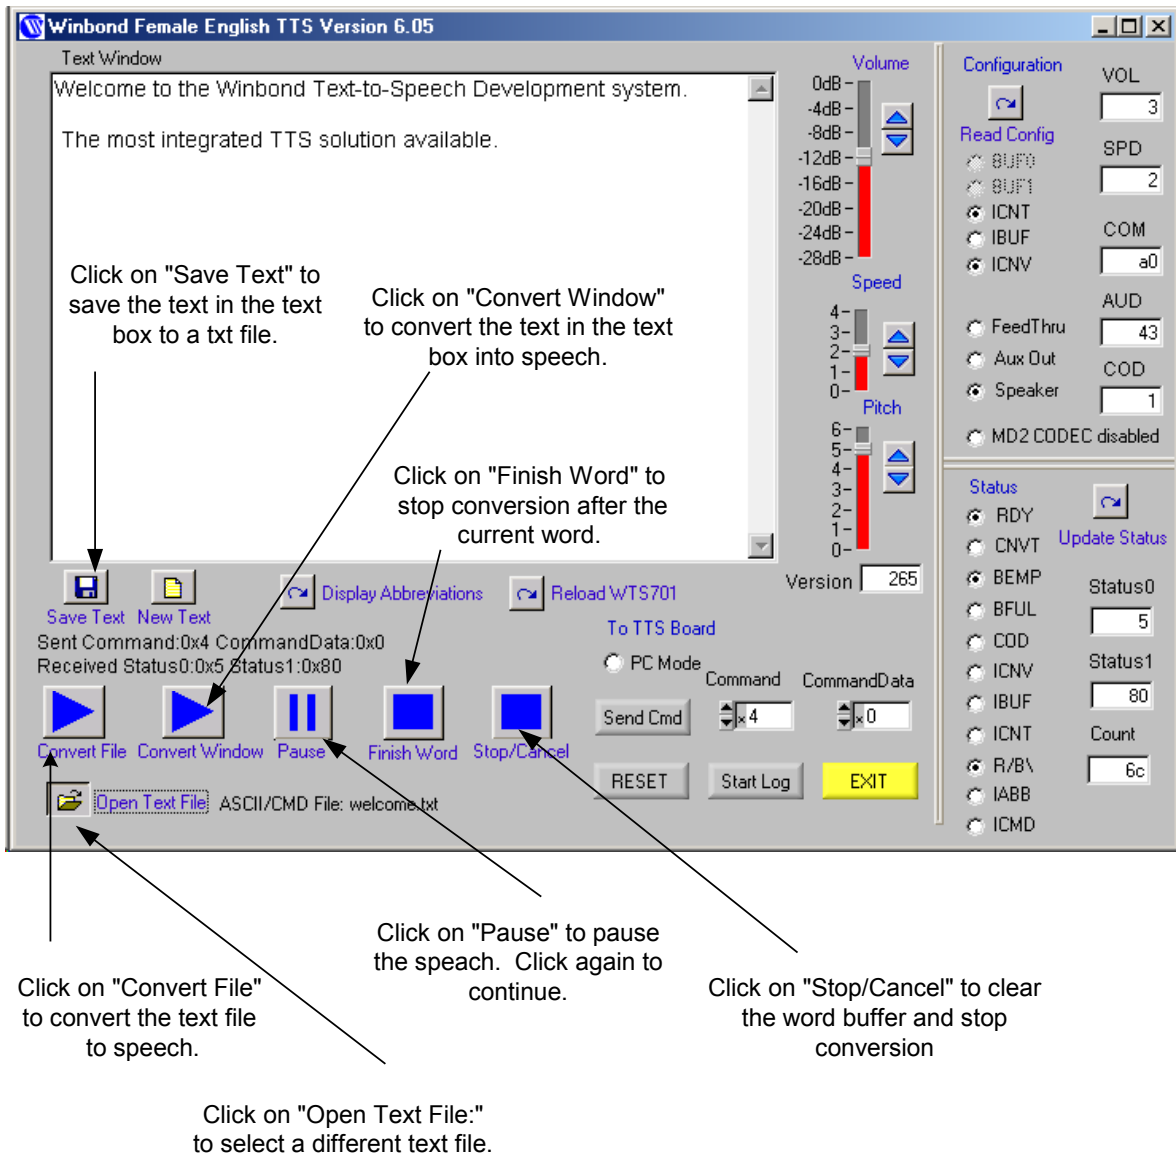 Winbond Female English TTS Version 6.05
Text Window
Welcome to the Winbond Text-to-Speech Development system.
The most integrated TTS solution available.
Click on "Save Text" to
save the text in the text
box to a txt file.
Click on "Convert Window"
to convert the text in the text
box into speech.
Click on "Finish Word" to
stop conversion after the
current word.
Volume
0dB
-4dB
-8dB
-12dB
-16dB
-20dB
-24dB
-28dB
Speed
4
3
2
1
0
Pitch
6
5
4
3
2
1
0
Version 265
Save Text New Text
Display Abbreviations
Reload WTS701
Sent Command:0x4 CommandData:0x0
Received Status0:0x5 Status1:0x80
Convert File Convert Window Pause Finish Word Stop/Cancel
Open Text File ASCII/CMD File: welcome.txt
To TTS Board
PC Mode
Command CommandData
Send Cmd x 4 x 0
RESET Start Log EXIT
Configuration
Read Config
BUF0
BUF1
ICNT
IBUF
ICNV
FeedThru
Aux Out
Speaker
MD2 CODEC disabled
VOL
3
SPD
2
COM
a0
AUD
43
COD
1
Status
RDY
CNVT
BEMP
BFUL
COD
ICNV
IBUF
ICNT
R/B\
IABB
ICMD
Update Status
Status0
5
Status1
80
Count
6c
Click on "Convert File"
to convert the text file
to speech.
Click on "Pause" to pause
the speach. Click again to
continue.
Click on "Stop/Cancel" to clear
the word buffer and stop
conversion
Click on "Open Text File:"
to select a different text file.